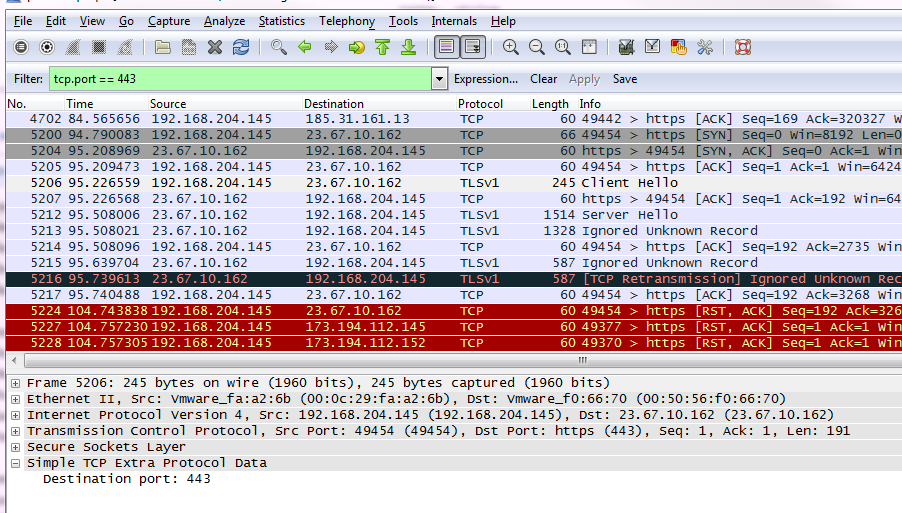 File Edit View Go Capture Analyze Statistics Telephony Tools Internals Help
Filter: tcp.port == 443 Expression... Clear Apply Save
No. Time Source Destination Protocol Length Info
4702 84.565656 192.168.204.145 185.31.161.13 TCP 60 49442 > https [ACK] Seq=169 Ack=320327 W
5200 94.790083 192.168.204.145 23.67.10.162 TCP 66 49454 > https [SYN] Seq=0 Win=8192 Len=0
5204 95.208969 23.67.10.162 192.168.204.145 TCP 60 https > 49454 [SYN, ACK] Seq=0 Ack=1 Win
5205 95.209473 192.168.204.145 23.67.10.162 TCP 60 49454 > https [ACK] Seq=1 Ack=1 Win=6424
5206 95.226559 192.168.204.145 23.67.10.162 TLSv1 245 Client Hello
5207 95.226568 23.67.10.162 192.168.204.145 TCP 60 https > 49454 [ACK] Seq=1 Ack=192 Win=64
5212 95.508006 23.67.10.162 192.168.204.145 TLSv1 1514 Server Hello
5213 95.508021 23.67.10.162 192.168.204.145 TLSv1 1328 Ignored Unknown Record
5214 95.508096 192.168.204.145 23.67.10.162 TCP 60 49454 > https [ACK] Seq=192 Ack=2735 Win
5215 95.639704 23.67.10.162 192.168.204.145 TLSv1 587 Ignored Unknown Record
5216 95.739613 23.67.10.162 192.168.204.145 TLSv1 587 [TCP Retransmission] Ignored Unknown Rec
5217 95.740488 192.168.204.145 23.67.10.162 TCP 60 49454 > https [ACK] Seq=192 Ack=3268 Win
5224 104.743838 192.168.204.145 23.67.10.162 TCP 60 49454 > https [RST, ACK] Seq=192 Ack=326
5227 104.757230 192.168.204.145 173.194.112.145 TCP 60 49377 > https [RST, ACK] Seq=1 Ack=1 Win
5228 104.757305 192.168.204.145 173.194.112.152 TCP 60 49370 > https [RST, ACK] Seq=1 Ack=1 Win
Frame 5206: 245 bytes on wire (1960 bits), 245 bytes captured (1960 bits)
Ethernet II, Src: Vmware_fa:a2:6b (00:0c:29:fa:a2:6b), Dst: Vmware_f0:66:70 (00:50:56:f0:66:70)
Internet Protocol Version 4, Src: 192.168.204.145 (192.168.204.145), Dst: 23.67.10.162 (23.67.10.162)
Transmission Control Protocol, Src Port: 49454 (49454), Dst Port: https (443), Seq: 1, Ack: 1, Len: 191
Secure Sockets Layer
Simple TCP Extra Protocol Data
Destination port: 443